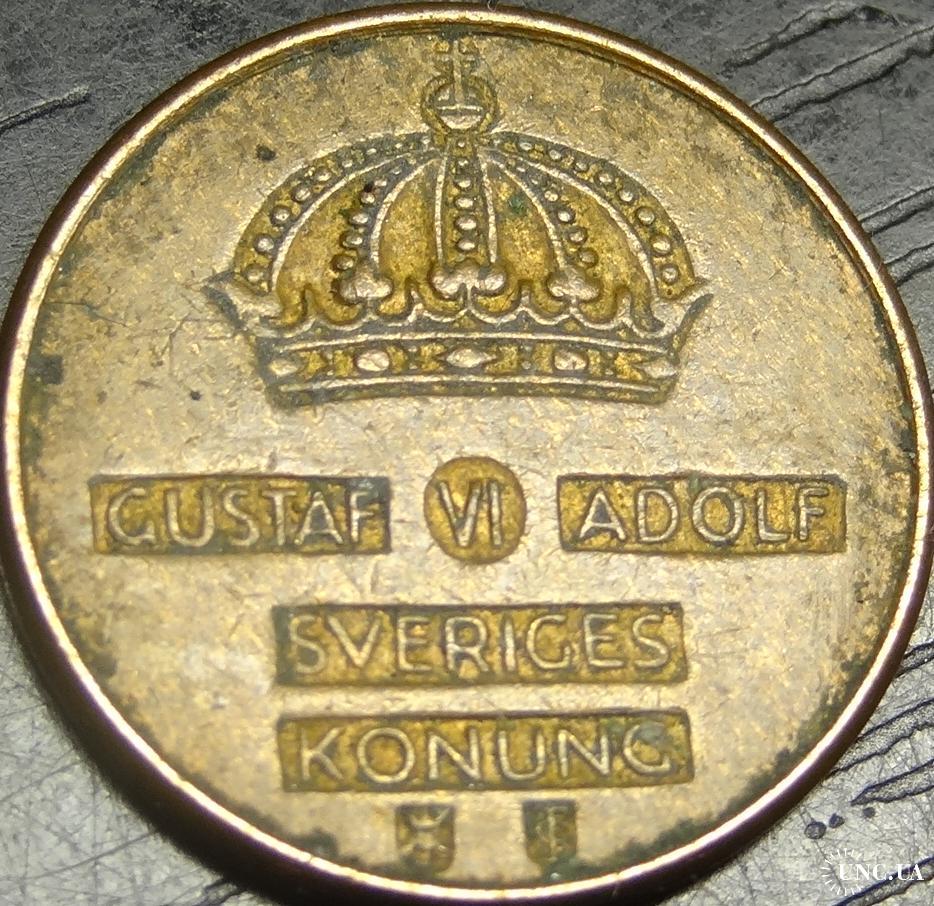 GUSTAF VI ADOLF
SVERIGES
KONUNG
UNC.UA